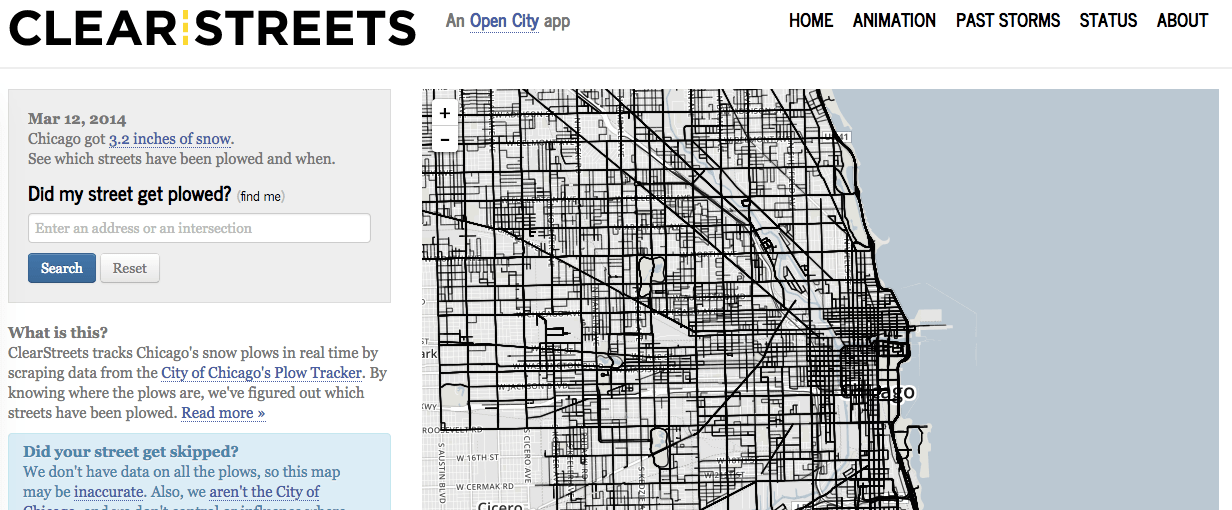 CLEAR STREETS
An Open City app
HOME ANIMATION PAST STORMS STATUS ABOUT
Mar 12, 2014
Chicago got 3.2 inches of snow.
See which streets have been plowed and when.
Did my street get plowed? (find me)
Enter an address or an intersection
Search Reset
What is this?
ClearStreets tracks Chicago's snow plows in real time by
scraping data from the City of Chicago's Plow Tracker. By
knowing where the plows are, we've figured out which
streets have been plowed. Read more »
Did your street get skipped?
We don't have data on all the plows, so this map
may be inaccurate. Also, we aren't the City of
+
−
41
Chicago
W JACKSON BLVD
ROOSEVELT RD
W 16TH ST
W CERMAK RD
S AUSTIN BLVD
S CICERO AVE
Cicero